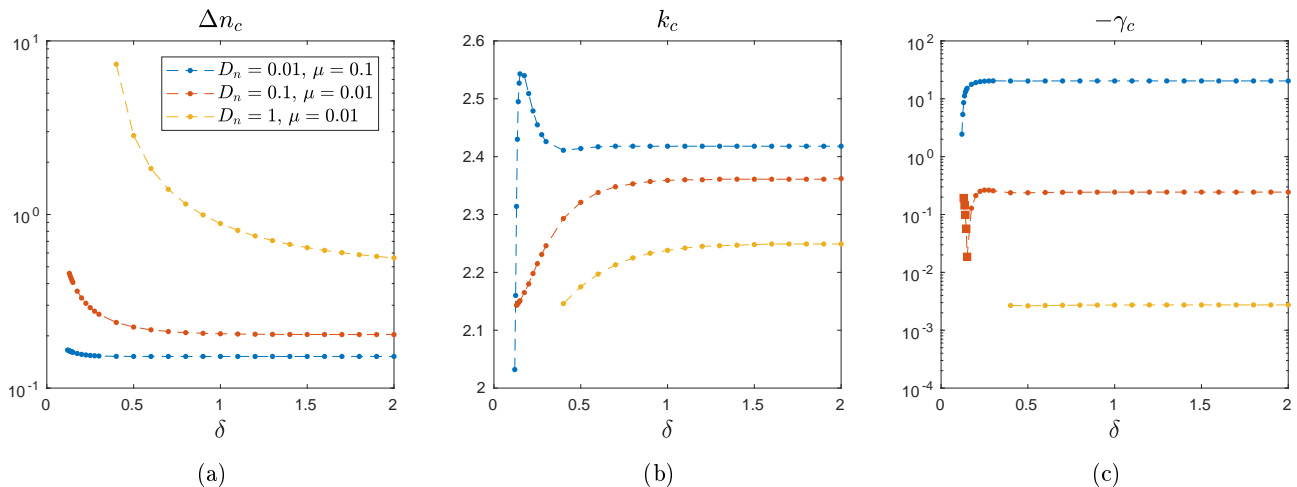 Δn_c
10^1
10^0
10^-1
D_n = 0.01, μ = 0.1
D_n = 0.1, μ = 0.01
D_n = 1, μ = 0.01
0 0.5 1 1.5 2
δ
(a)
k_c
2.6
2.5
2.4
2.3
2.2
2.1
2
0 0.5 1 1.5 2
δ
(b)
−γ_c
10^2
10^1
10^0
10^-1
10^-2
10^-3
10^-4
0 0.5 1 1.5 2
δ
(c)